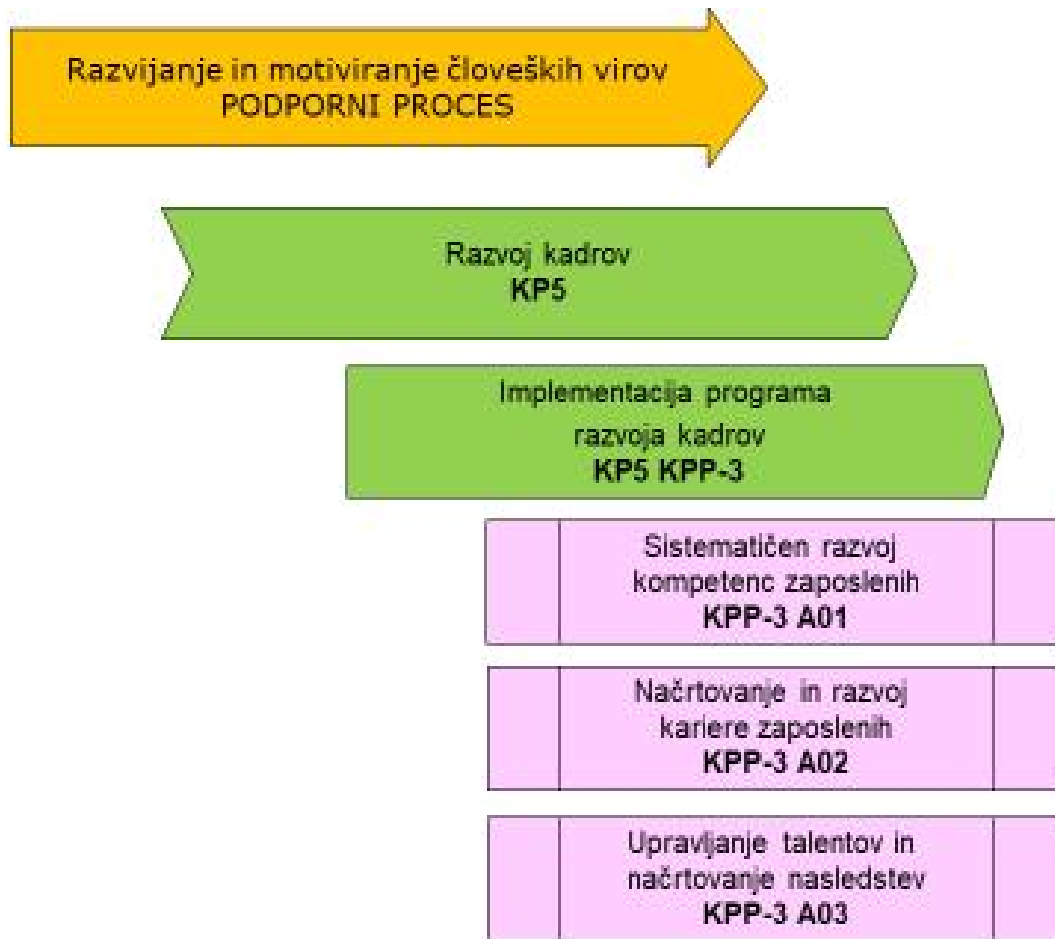 Razvijanje in motiviranje človeških virov
PODPORNI PROCES
Razvoj kadrov
KP5
Implementacija programa
razvoja kadrov
KP5 KPP-3
Sistematičen razvoj
kompetenc zaposlenih
KPP-3 A01
Načrtovanje in razvoj
kariere zaposlenih
KPP-3 A02
Upravljanje talentov in
načrtovanje nasledstev
KPP-3 A03